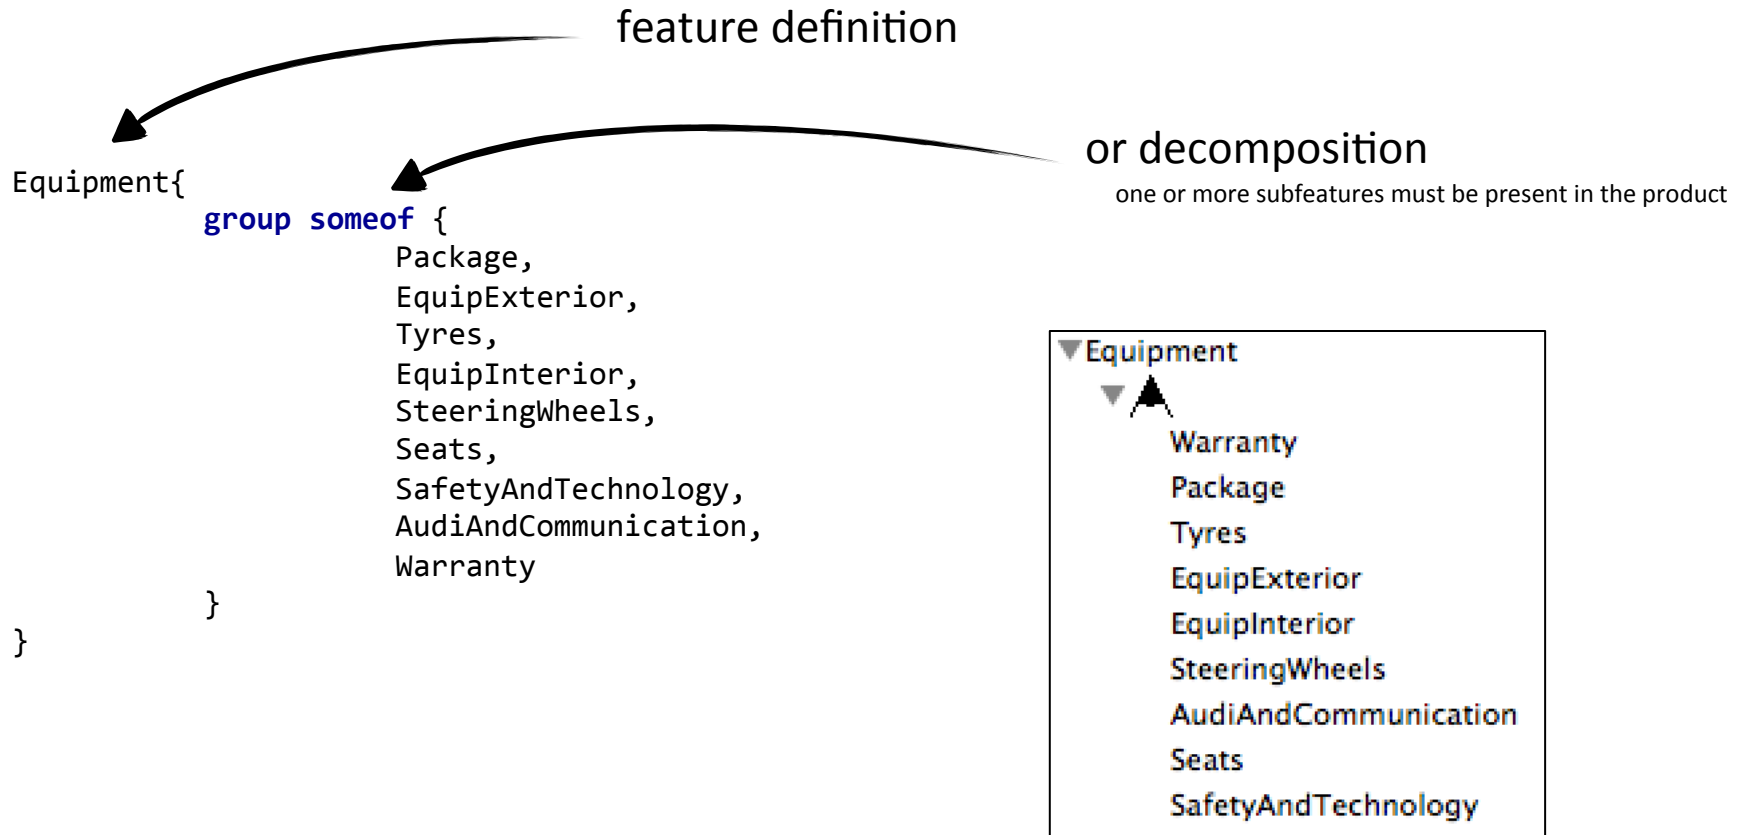 feature definition
or decomposition
one or more subfeatures must be present in the product
Equipment{
group someof {
Package,
EquipExterior,
Tyres,
EquipInterior,
SteeringWheels,
Seats,
SafetyAndTechnology,
AudiAndCommunication,
Warranty
}
}
Equipment
Warranty
Package
Tyres
EquipExterior
EquipInterior
SteeringWheels
AudiAndCommunication
Seats
SafetyAndTechnology